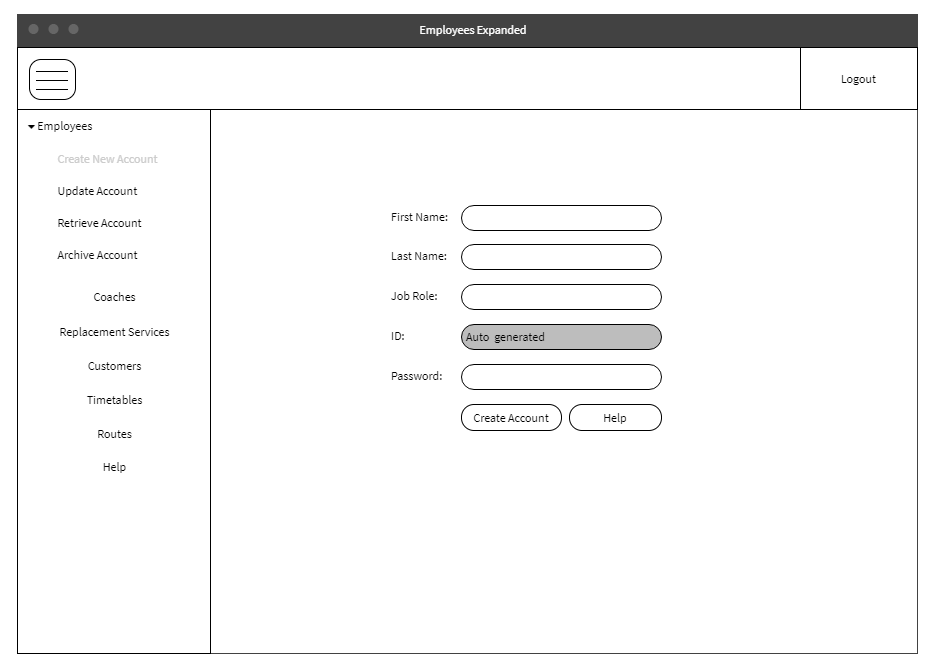 Employees Expanded
Logout
Employees
Create New Account
Update Account
Retrieve Account
Archive Account
Coaches
Replacement Services
Customers
Timetables
Routes
Help
First Name:
Last Name:
Job Role:
ID: Auto generated
Password:
Create Account Help